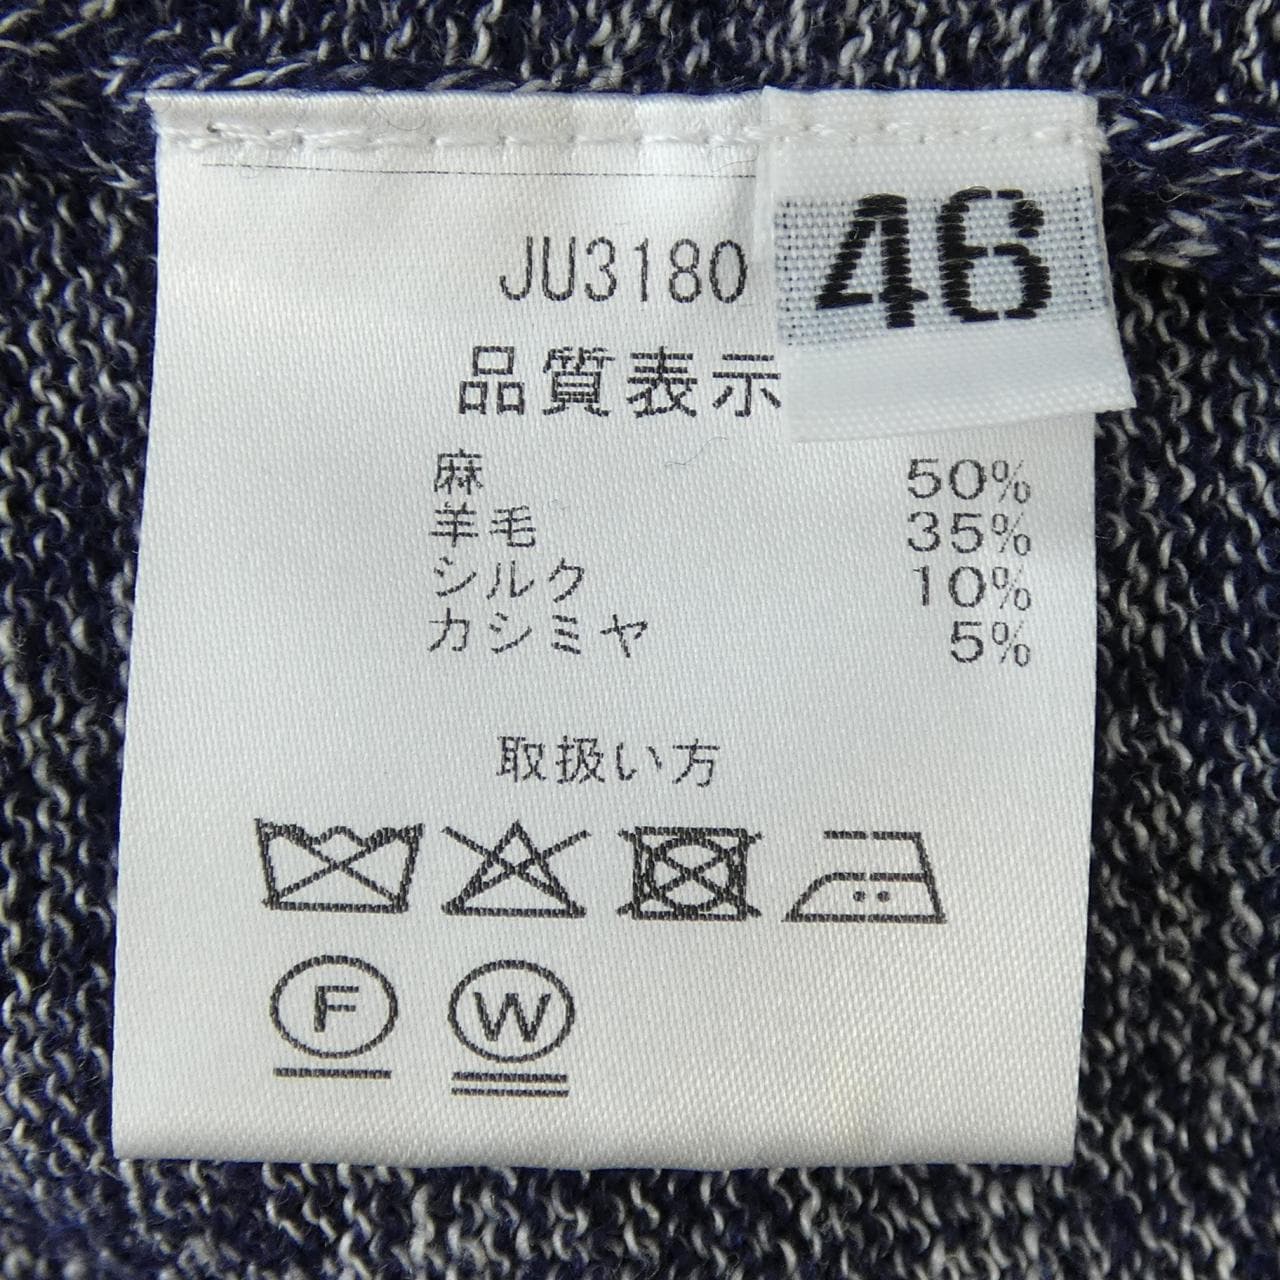 JU3180
46
品質表示
麻 50%
羊毛 35%
シルク 10%
カシミヤ 5%
取扱い方
F W